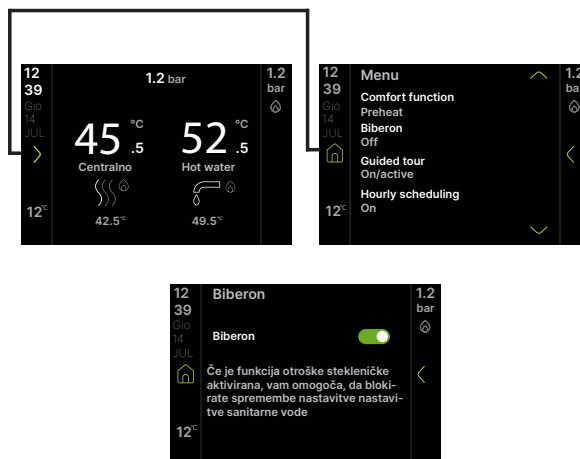 12
39
Gio
14
JUL
12°C
1.2 bar
45.5 °C
52.5 °C
Centralno
Hot water
42.5°C
49.5°C
1.2
bar
12
39
Gio
14
JUL
12°C
Menu
Comfort function
Preheat
Biberon
Off
Guided tour
On/active
Hourly scheduling
On
1.2
ba
12
39
Gio
14
JUL
12°C
Biberon
Biberon
Če je funkcija otroške stekleničke
aktivirana, vam omogoča, da bloki-
rate spremembe nastavitve nastavi-
tve sanitarne vode
1.2
bar